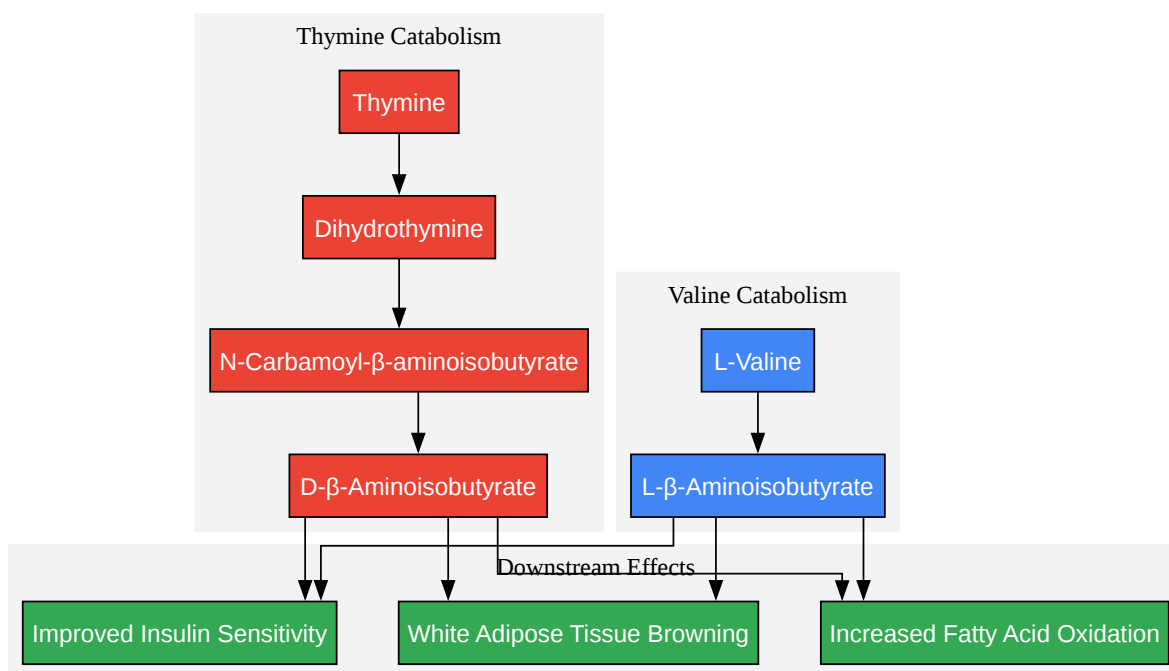 Thymine Catabolism
Thymine
Dihydrothymine
Valine Catabolism
N-Carbamoyl-β-aminoisobutyrate
L-Valine
D-β-Aminoisobutyrate
L-β-Aminoisobutyrate
Downstream Effects
Improved Insulin Sensitivity
White Adipose Tissue Browning
Increased Fatty Acid Oxidation